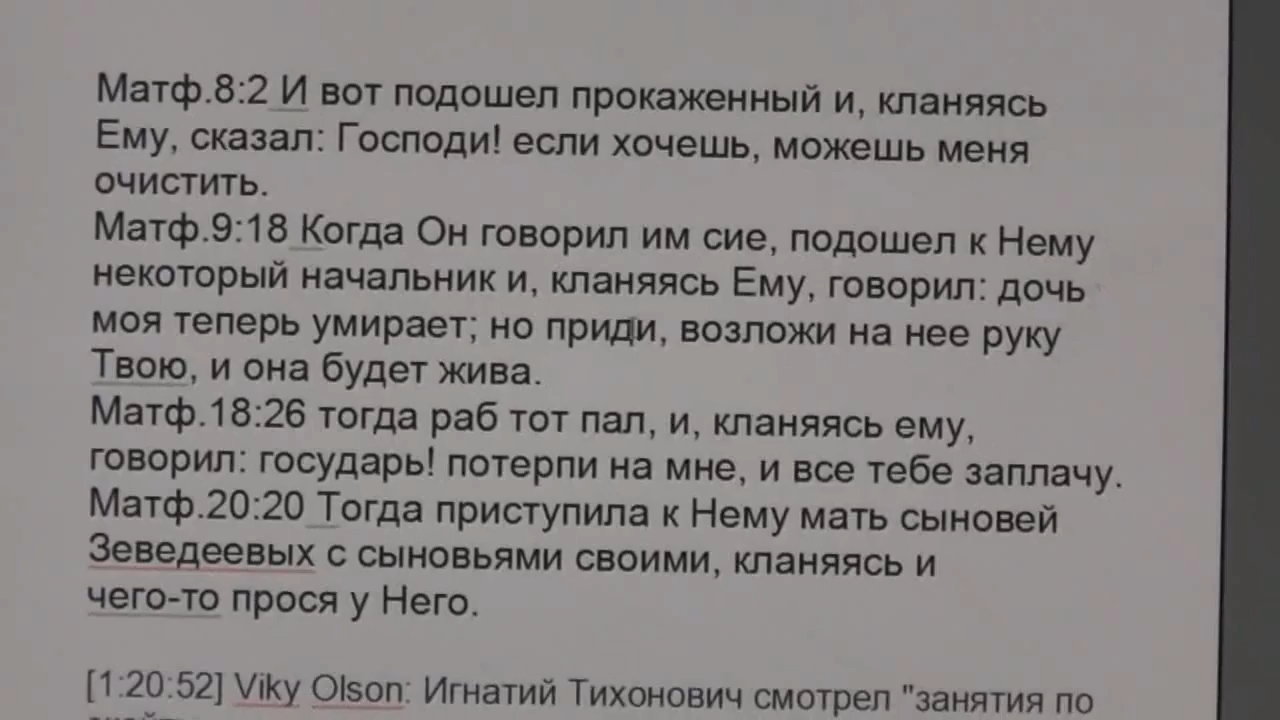 Матф.8:2 И вот подошел прокаженный и, кланяясь
Ему, сказал: Господи! если хочешь, можешь меня
очистить.
Матф.9:18 Когда Он говорил им сие, подошел к Нему
некоторый начальник и, кланяясь Ему, говорил: дочь
моя теперь умирает; но приди, возложи на нее руку
Твою, и она будет жива.
Матф.18:26 тогда раб тот пал, и, кланяясь ему,
говорил: государь! потерпи на мне, и все тебе заплачу.
Матф.20:20 Тогда приступила к Нему мать сыновей
Зеведеевых с сыновьями своими, кланяясь и
чего-то прося у Него.
[1:20:52] Viky Olson: Игнатий Тихонович смотрел "занятия по